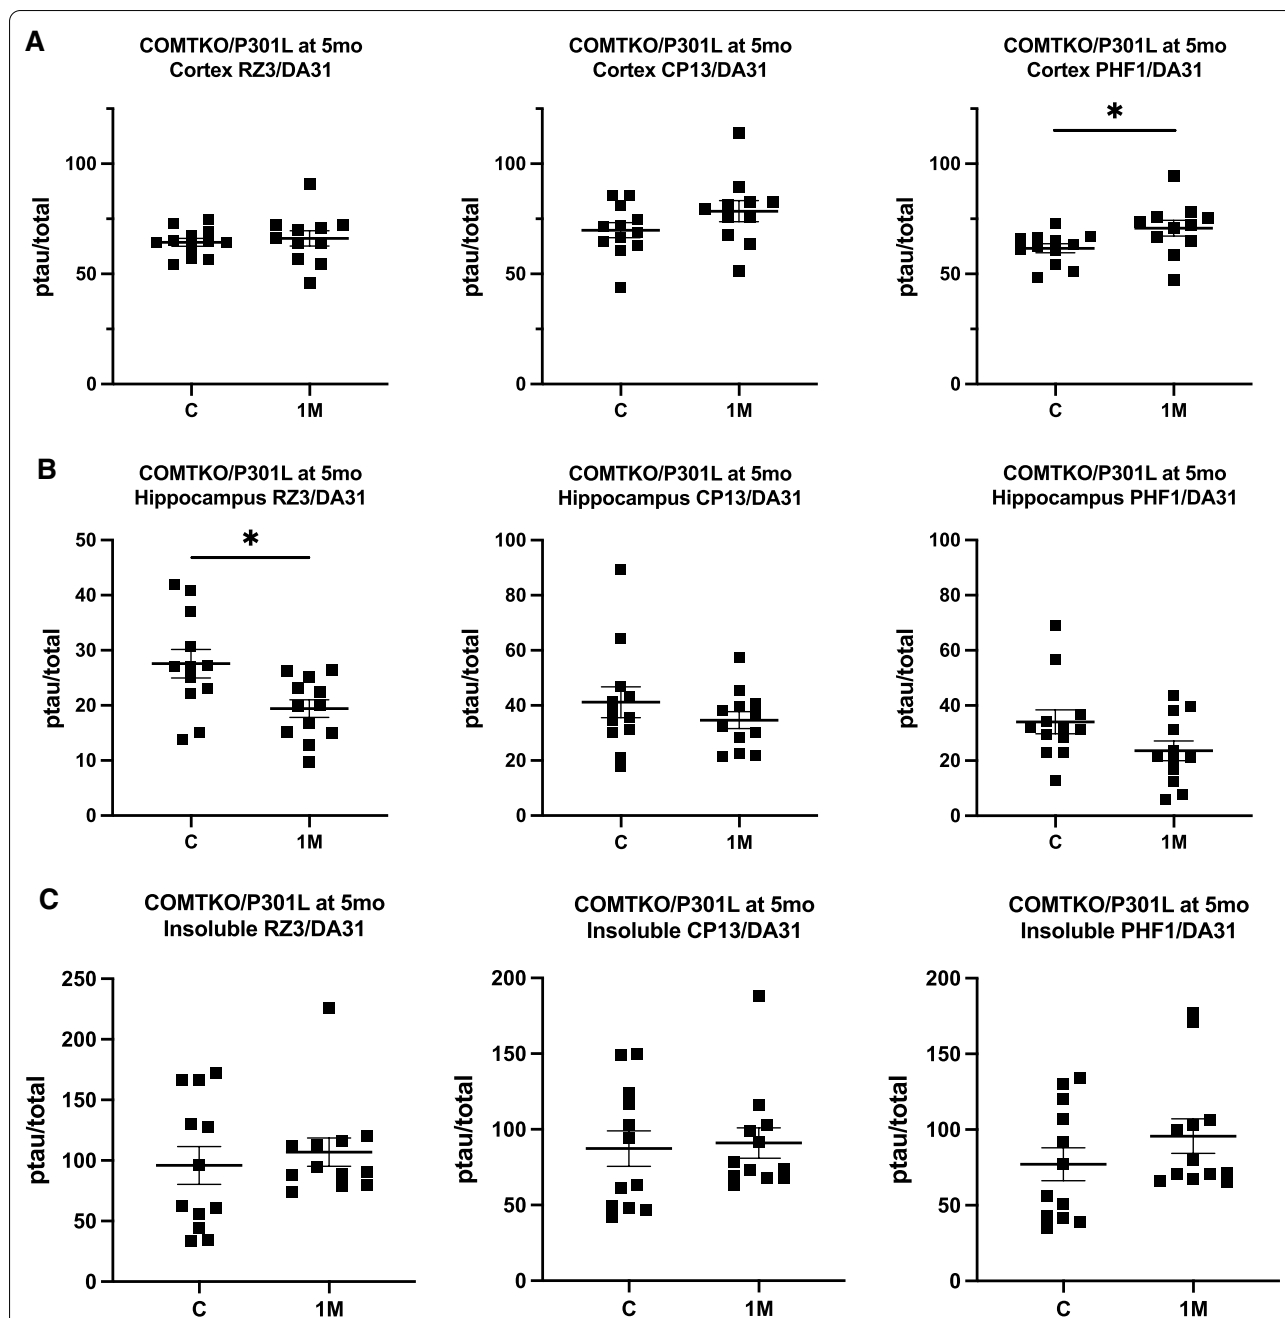 A
COMTKO/P301L at 5mo
Cortex RZ3/DA31
ptau/total
100
50
0
C
1M
COMTKO/P301L at 5mo
Cortex CP13/DA31
ptau/total
100
50
0
C
1M
COMTKO/P301L at 5mo
Cortex PHF1/DA31
*
ptau/total
100
50
0
C
1M
B
COMTKO/P301L at 5mo
Hippocampus RZ3/DA31
*
ptau/total
50
40
30
20
10
0
C
1M
COMTKO/P301L at 5mo
Hippocampus CP13/DA31
ptau/total
100
80
60
40
20
0
C
1M
COMTKO/P301L at 5mo
Hippocampus PHF1/DA31
ptau/total
100
80
60
40
20
0
C
1M
C
COMTKO/P301L at 5mo
Insoluble RZ3/DA31
ptau/total
250
200
150
100
50
0
C
1M
COMTKO/P301L at 5mo
Insoluble CP13/DA31
ptau/total
200
150
100
50
0
C
1M
COMTKO/P301L at 5mo
Insoluble PHF1/DA31
ptau/total
200
150
100
50
0
C
1M